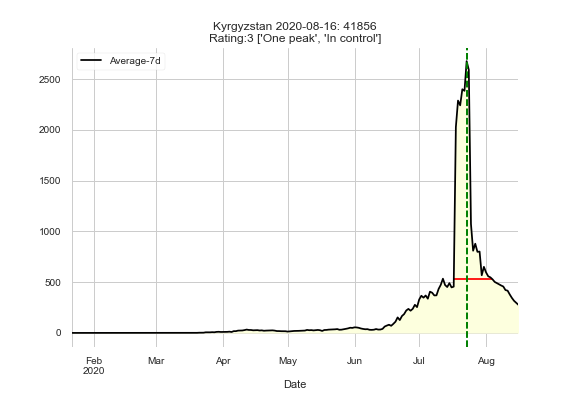 Kyrgyzstan 2020-08-16: 41856
Rating:3 ['One peak', 'In control']
Average-7d
2500
2000
1500
1000
500
0
Feb
2020
Mar
Apr
May
Jun
Jul
Aug
Date